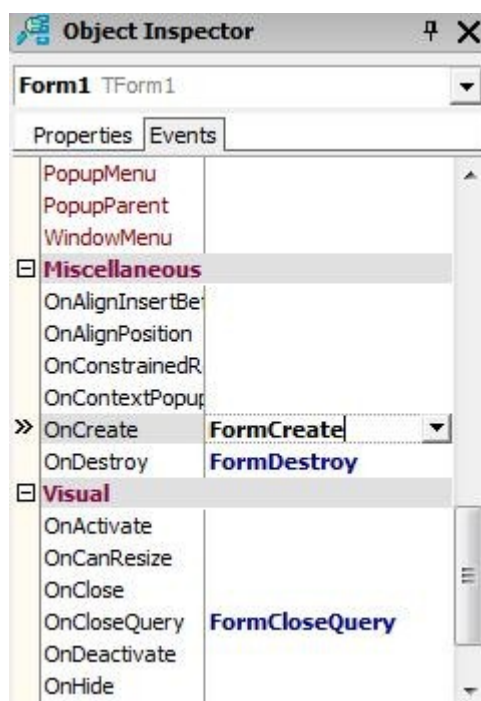 Object Inspector
Form1 TForm1
Properties Events
PopupMenu
PopupParent
WindowMenu
Miscellaneous
OnAlignInsertBe
OnAlignPosition
OnConstrainedR
OnContextPopup
OnCreate FormCreate
OnDestroy FormDestroy
Visual
OnActivate
OnCanResize
OnClose
OnCloseQuery FormCloseQuery
OnDeactivate
OnHide